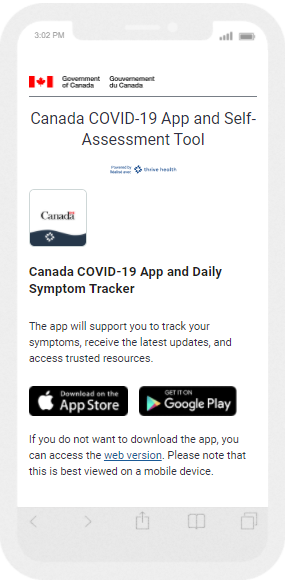 3:02 PM
Government Gouvernement
of Canada du Canada
Canada COVID-19 App and Self-
Assessment Tool
Powered by
thrive health
Canada
Canada COVID-19 App and Daily
Symptom Tracker
The app will support you to track your
symptoms, receive the latest updates, and
access trusted resources.
Download on the
App Store
GET IT ON
Google Play
If you do not want to download the app, you
can access the web version. Please note that
this is best viewed on a mobile device.